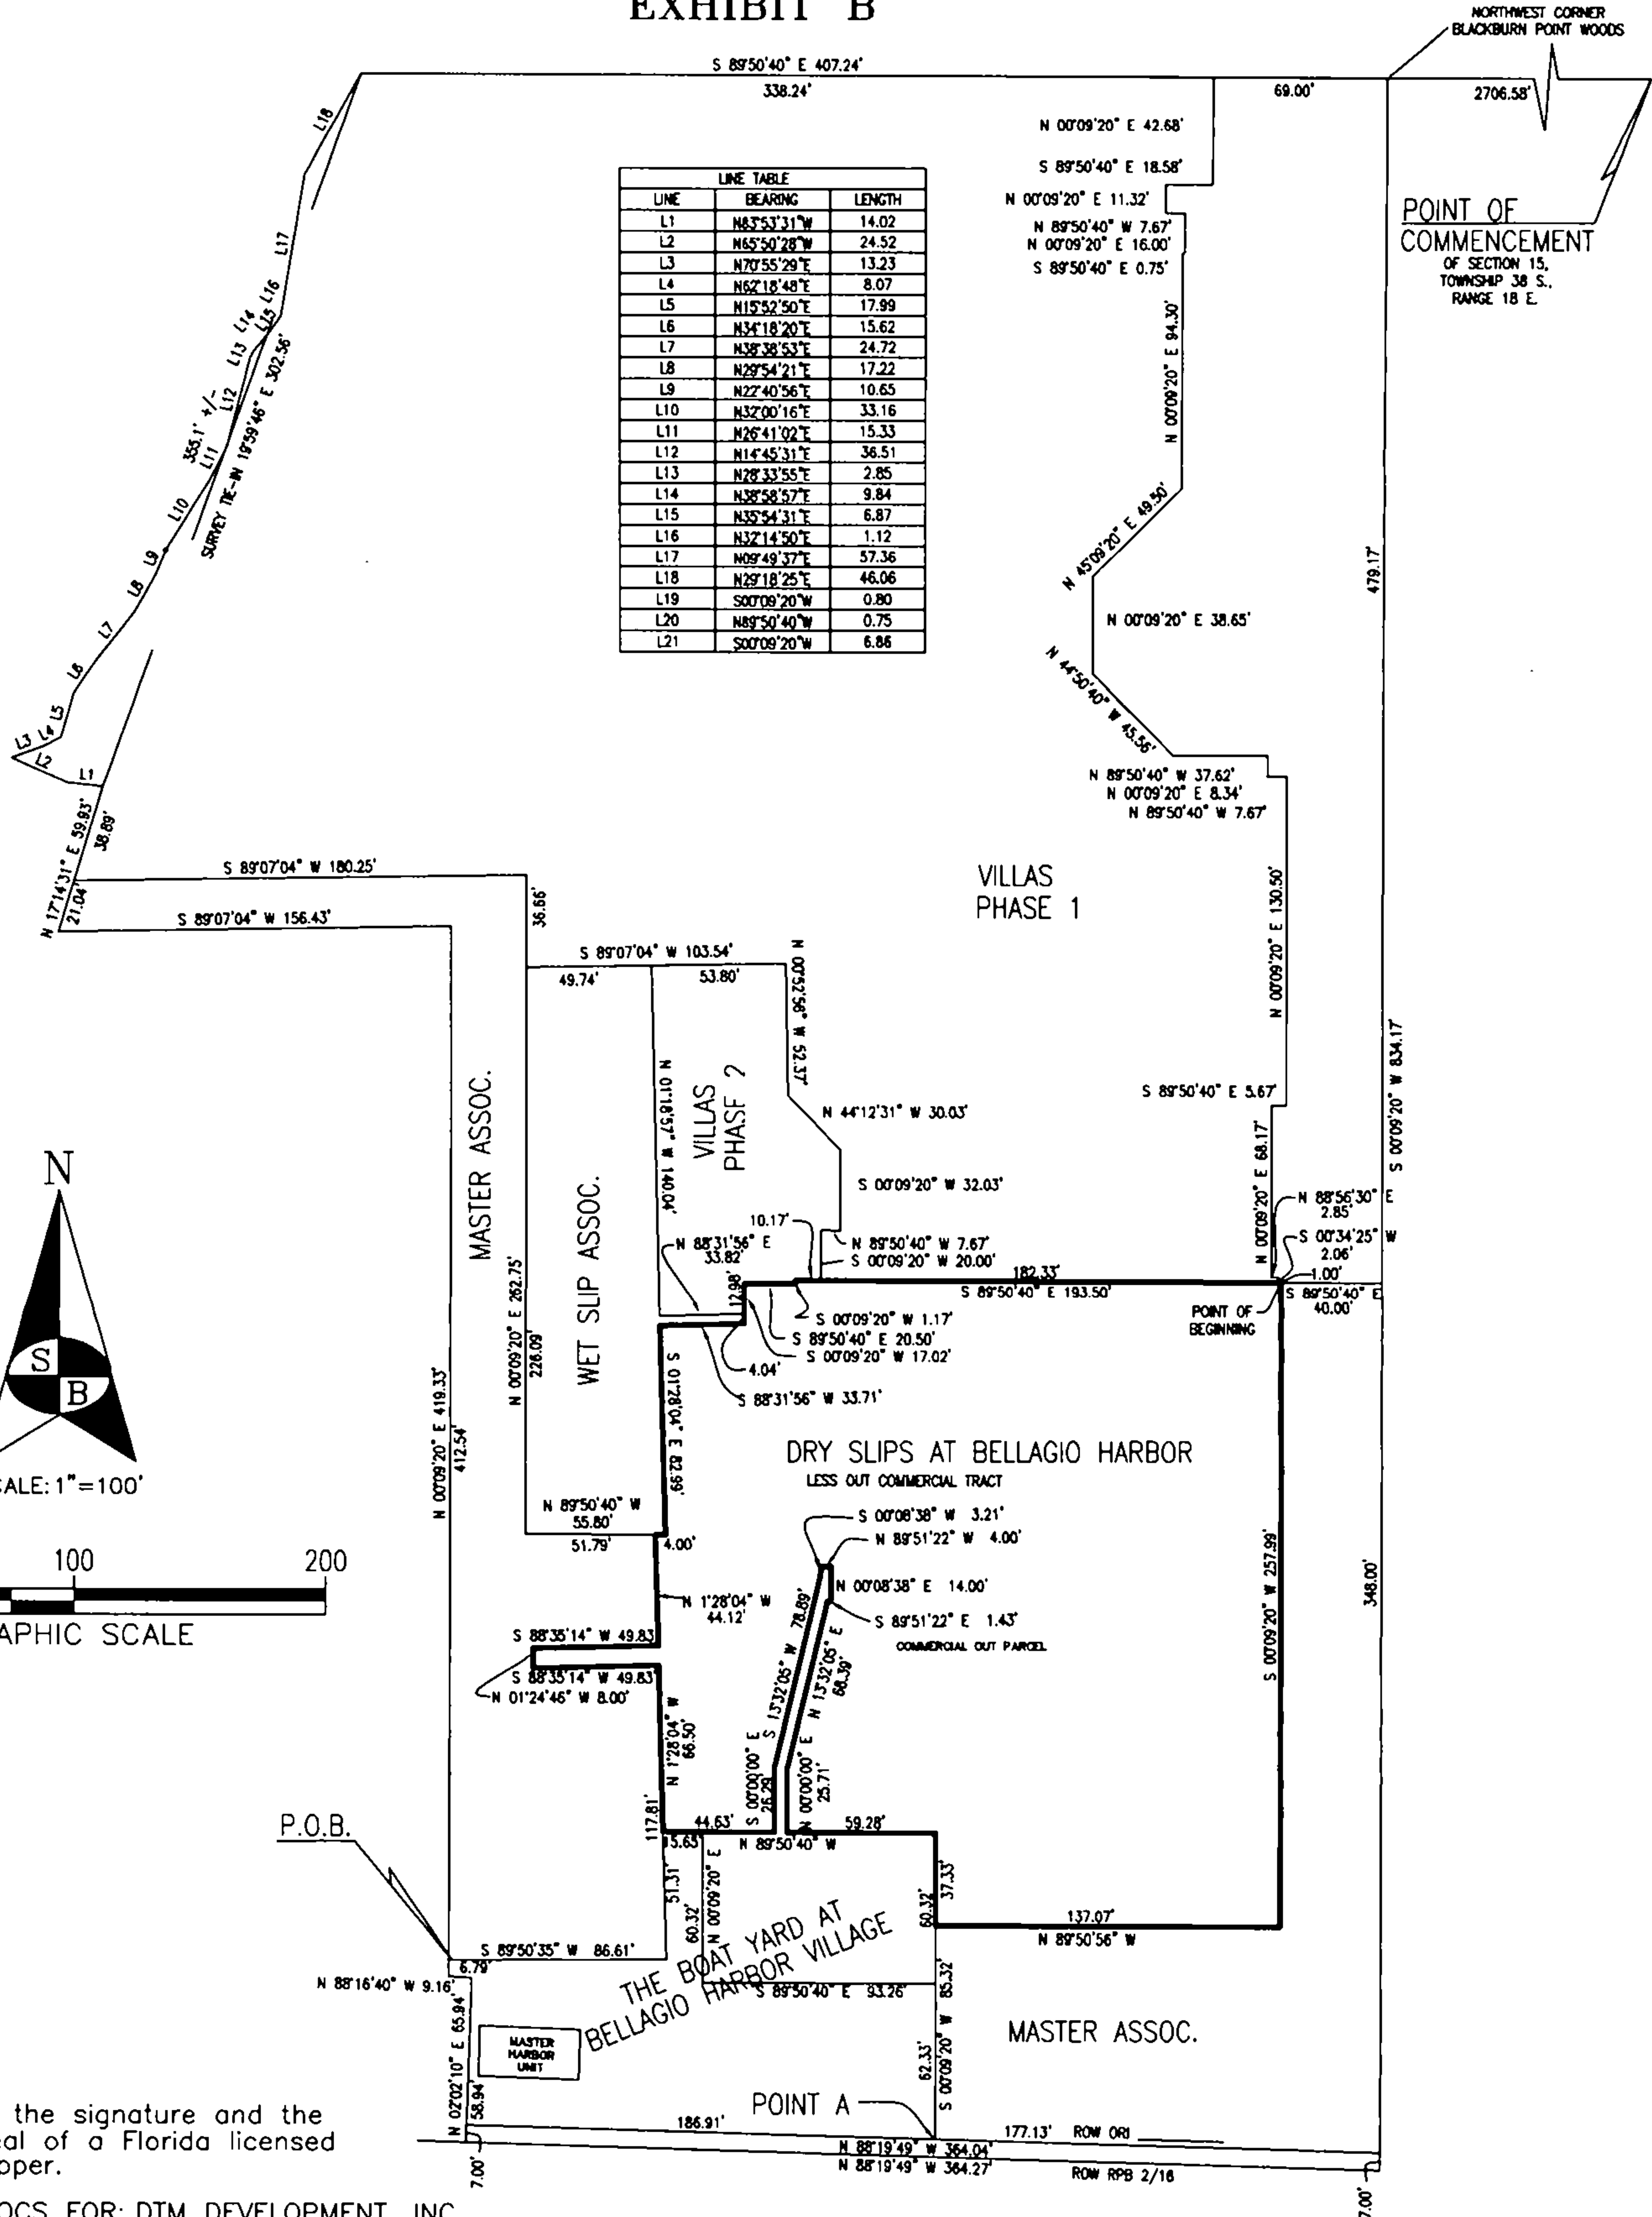 EXHIBIT B
NORTHWEST CORNER
BLACKBURN POINT WOODS
S 89°50'40" E 407.24'
338.24'
69.00'
2706.58'
POINT OF
COMMENCEMENT
OF SECTION 15,
TOWNSHIP 38 S.,
RANGE 18 E.
N 00°09'20" E 42.68'
S 89°50'40" E 18.58'
N 00°09'20" E 11.32'
N 89°50'40" W 7.67'
N 00°09'20" E 16.00'
S 89°50'40" E 0.75'
N 00°09'20" E 94.30'
N 45°09'20" E 49.50'
N 00°09'20" E 38.65'
N 44°50'40" W 45.56'
N 89°50'40" W 37.62'
N 00°09'20" E 8.34'
N 89°50'40" W 7.67'
LINE TABLE
LINE BEARING LENGTH
L1 N83°53'31"W 14.02
L2 N65°50'28"W 24.52
L3 N70°55'29"E 13.23
L4 N62°18'48"E 8.07
L5 N15°52'50"E 17.99
L6 N34°18'20"E 15.62
L7 N38°38'53"E 24.72
L8 N29°54'21"E 17.22
L9 N22°40'56"E 10.65
L10 N32°00'16"E 33.16
L11 N26°41'02"E 15.33
L12 N14°45'31"E 36.51
L13 N28°33'55"E 2.85
L14 N38°58'57"E 9.84
L15 N35°54'31"E 6.87
L16 N32°14'50"E 1.12
L17 N09°49'37"E 57.36
L18 N29°18'25"E 46.06
L19 S00°09'20"W 0.80
L20 N89°50'40"W 0.75
L21 S00°09'20"W 6.86
L18
L17
L16
L15
L14
L13
L12
L11
L10
L9
L8
L7
L6
L5
L4
L3
L2
L1
355.1' +/-
SURVEY TIE-IN 19°59'46" E 302.56'
479.17'
S 00°09'20" W 834.17'
N 17°14'31" E 59.93'
38.89'
21.04'
S 89°07'04" W 180.25'
S 89°07'04" W 156.43'
36.66'
S 89°07'04" W 103.54'
49.74'
53.80'
VILLAS
PHASE 1
N 00°09'20" E 130.50'
N 00°52'56" W 52.37'
N 44°12'31" W 30.03'
S 00°09'20" W 32.03'
N 89°50'40" W 7.67'
S 00°09'20" W 20.00'
10.17'
VILLAS
PHASE 2
N 01°18'57" W 140.04'
MASTER ASSOC.
WET SLIP ASSOC.
N 00°09'20" E 262.75'
226.09'
N 00°09'20" E 419.33'
412.54'
S 89°50'40" E 5.67'
N 00°09'20" E 68.17'
N 88°56'30" E
2.85'
S 00°34'25" W
2.06'
1.00'
S 89°50'40" E
40.00'
POINT OF
BEGINNING
182.33'
S 89°50'40" E 193.50'
N 88°31'56" E
33.82'
12.98'
S 00°09'20" W 1.17'
S 89°50'40" E 20.50'
S 00°09'20" W 17.02'
4.04'
S 88°31'56" W 33.71'
S 01°28'04" E 82.99'
N
S
B
SCALE: 1"=100'
100
200
APHIC SCALE
DRY SLIPS AT BELLAGIO HARBOR
LESS OUT COMMERCIAL TRACT
S 00°08'38" W 3.21'
N 89°51'22" W 4.00'
N 00°08'38" E 14.00'
S 89°51'22" E 1.43'
COMMERCIAL OUT PARCEL
S 13°32'05" W 78.89'
N 13°32'05" E
68.39'
N 89°50'40" W
55.80'
51.79'
4.00'
N 1°28'04" W
44.12'
S 88°35'14" W 49.83'
S 88°35'14" W 49.83'
N 01°24'46" W 8.00'
N 1°28'04" W
66.50'
S 00°00'00" E
26.29'
N 00°00'00" E
25.71'
S 00°09'20" W 257.99'
348.00'
117.81'
44.63'
59.28'
15.65'
N 89°50'40" W
51.31'
60.32'
N 00°09'20" E
60.32'
37.33'
137.07'
N 89°50'56" W
P.O.B.
S 89°50'35" W 86.61'
6.79'
N 88°16'40" W 9.16'
N 02°02'10" E 65.94'
58.94'
MASTER
HARBOR
UNIT
THE BOAT YARD AT
BELLAGIO HARBOR VILLAGE
S 89°50'40" E 93.26'
62.33'
S 00°09'20" W 85.32'
MASTER ASSOC.
POINT A
186.91'
177.13'
ROW ORI
N 88°19'49" W 364.04'
N 88°19'49" W 364.27'
ROW RPB 2/16
7.00'
7.00'
the signature and the
al of a Florida licensed
pper.
OCS FOR: DTM DEVELOPMENT, INC